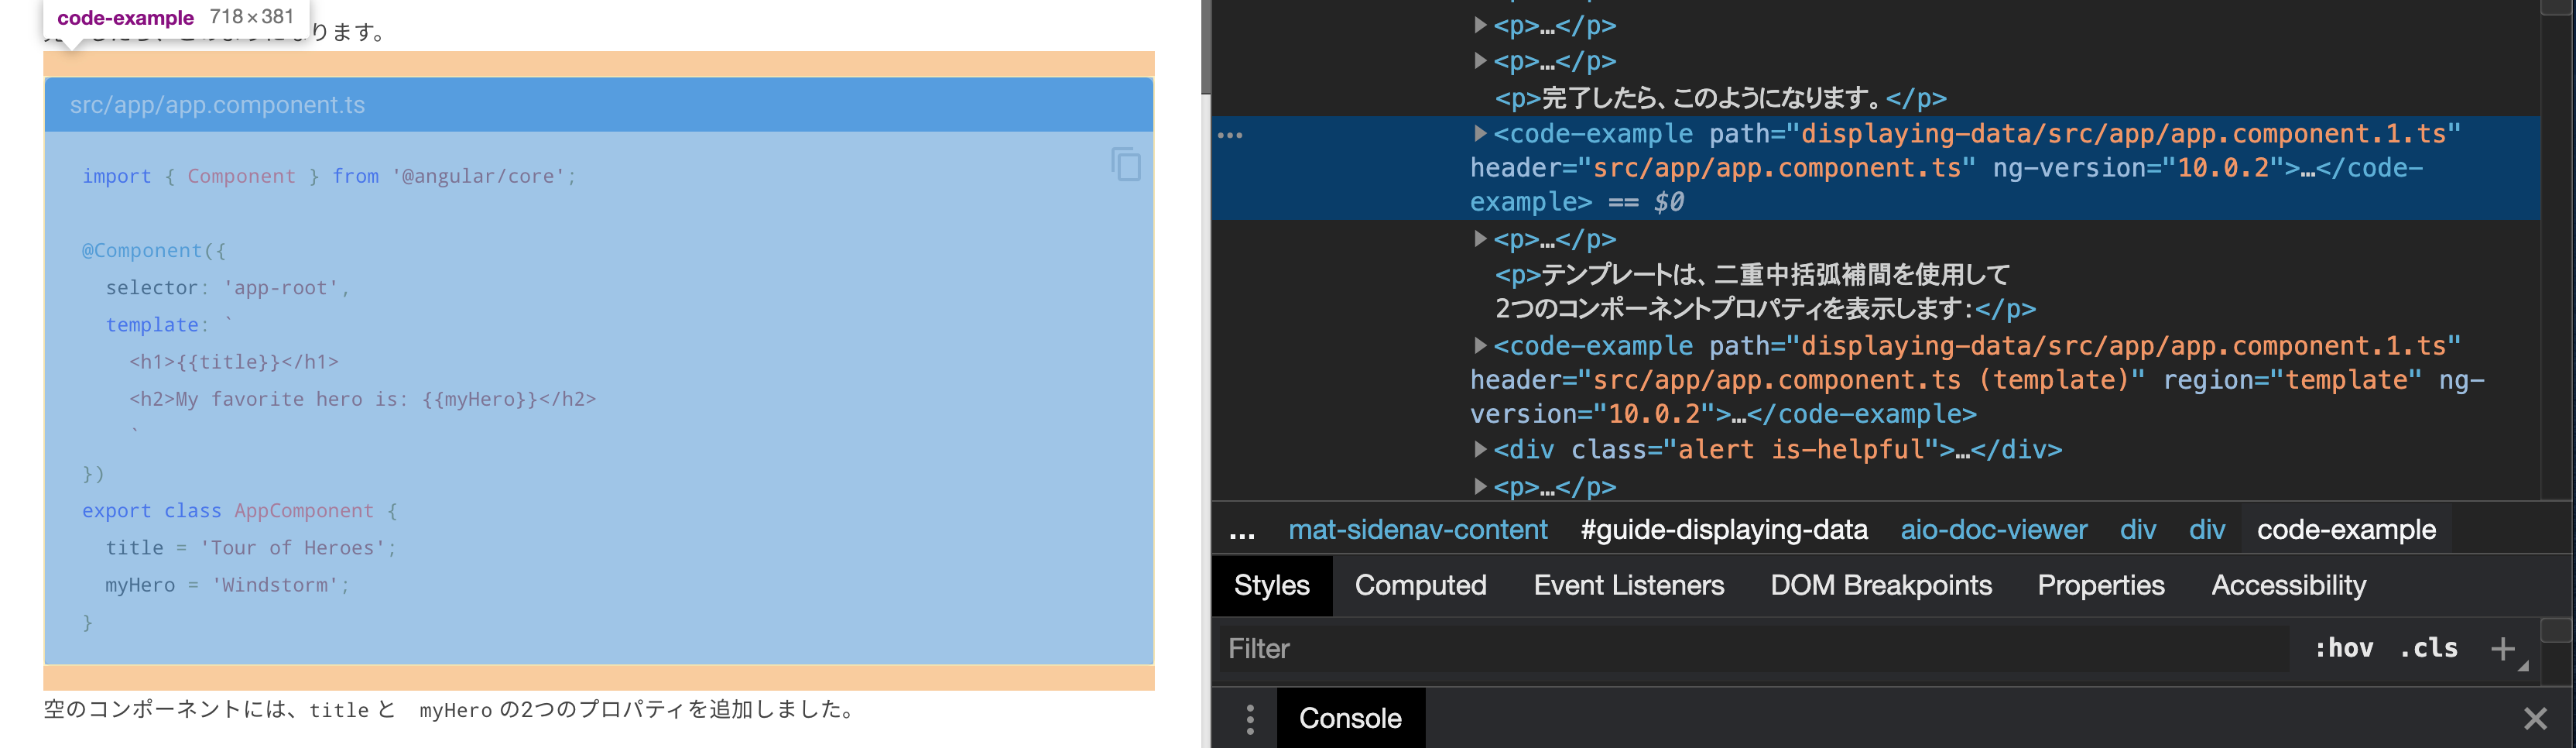 code-example 718×381
ります。
src/app/app.component.ts
import { Component } from '@angular/core';
@Component({
selector: 'app-root',
template: `
<h1>{{title}}</h1>
<h2>My favorite hero is: {{myHero}}</h2>
`
})
export class AppComponent {
title = 'Tour of Heroes';
myHero = 'Windstorm';
}
空のコンポーネントには、title と myHero の2つのプロパティを追加しました。
▶<p>…</p>
▶<p>…</p>
<p>完了したら、このようになります。</p>
… ▶<code-example path="displaying-data/src/app/app.component.1.ts"
header="src/app/app.component.ts" ng-version="10.0.2">…</code-
example> == $0
▶<p>…</p>
<p>テンプレートは、二重中括弧補間を使用して
2つのコンポーネントプロパティを表示します:</p>
▶<code-example path="displaying-data/src/app/app.component.1.ts"
header="src/app/app.component.ts (template)" region="template" ng-
version="10.0.2">…</code-example>
▶<div class="alert is-helpful">…</div>
▶<p>…</p>
… mat-sidenav-content #guide-displaying-data aio-doc-viewer div div code-example
Styles Computed Event Listeners DOM Breakpoints Properties Accessibility
Filter :hov .cls +
Console